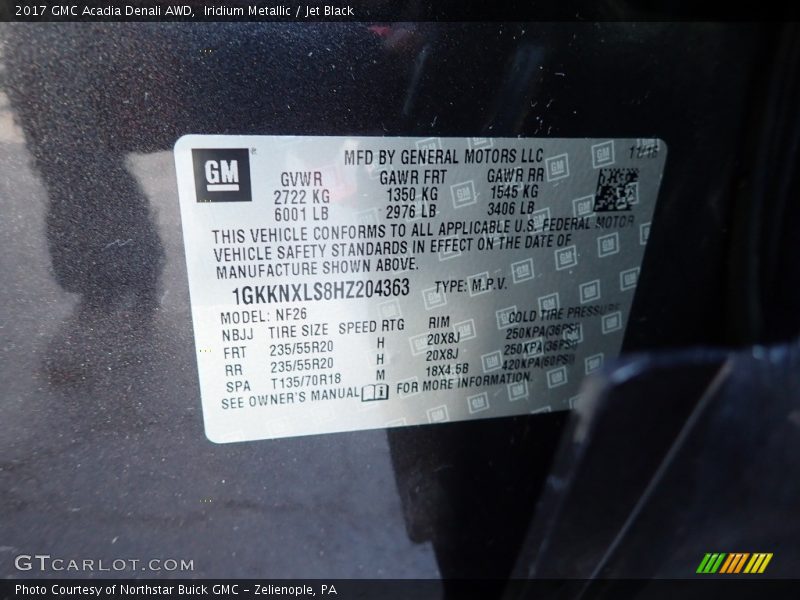 2017 GMC Acadia Denali AWD, Iridium Metallic / Jet Black
GM
MFD BY GENERAL MOTORS LLC
11/16
GVWR GAWR FRT GAWR RR
2722 KG 1350 KG 1545 KG
6001 LB 2976 LB 3406 LB
THIS VEHICLE CONFORMS TO ALL APPLICABLE U.S. FEDERAL MOTOR
VEHICLE SAFETY STANDARDS IN EFFECT ON THE DATE OF
MANUFACTURE SHOWN ABOVE.
1GKKNXLS8HZ204363 TYPE: M.P.V.
MODEL: NF26
NBJJ TIRE SIZE SPEED RTG RIM COLD TIRE PRESSURE
FRT 235/55R20 H 20X8J 250KPA(36PSI)
RR 235/55R20 H 20X8J 250KPA(36PSI)
SPA T135/70R18 M 18X4.5B 420KPA(60PSI)
SEE OWNER'S MANUAL FOR MORE INFORMATION.
GTCARLOT.COM
Photo Courtesy of Northstar Buick GMC – Zelienople, PA